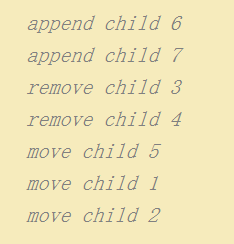 append child 6
append child 7
remove child 3
remove child 4
move child 5
move child 1
move child 2